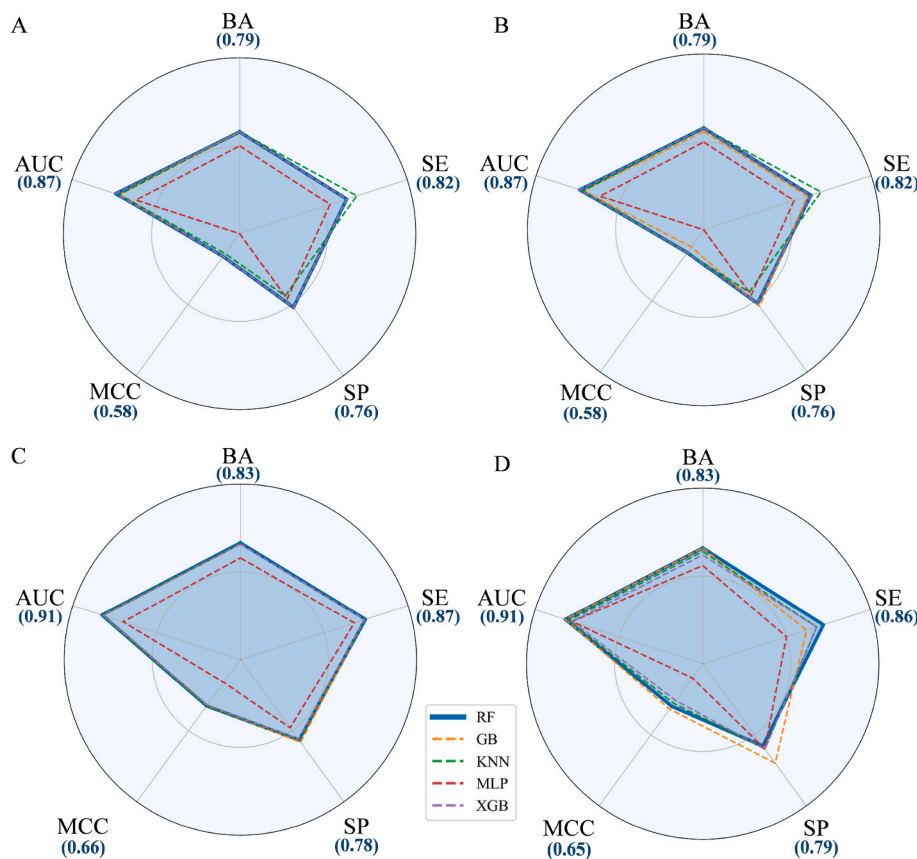 A
BA
(0.79)
AUC
(0.87)
SE
(0.82)
MCC
(0.58)
SP
(0.76)
B
BA
(0.79)
AUC
(0.87)
SE
(0.82)
MCC
(0.58)
SP
(0.76)
C
BA
(0.83)
AUC
(0.91)
SE
(0.87)
MCC
(0.66)
SP
(0.78)
D
BA
(0.83)
AUC
(0.91)
SE
(0.86)
MCC
(0.65)
SP
(0.79)
RF
GB
KNN
MLP
XGB